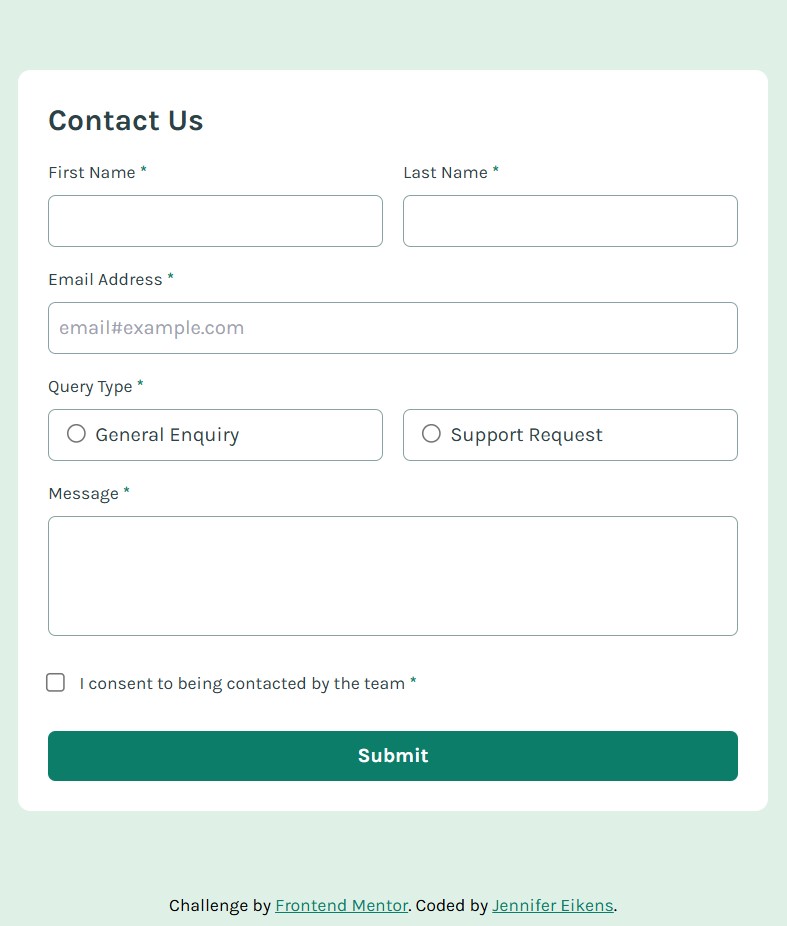 Contact Us
First Name *
Last Name *
Email Address *
email#example.com
Query Type *
General Enquiry
Support Request
Message *
I consent to being contacted by the team *
Submit
Challenge by Frontend Mentor. Coded by Jennifer Eikens.